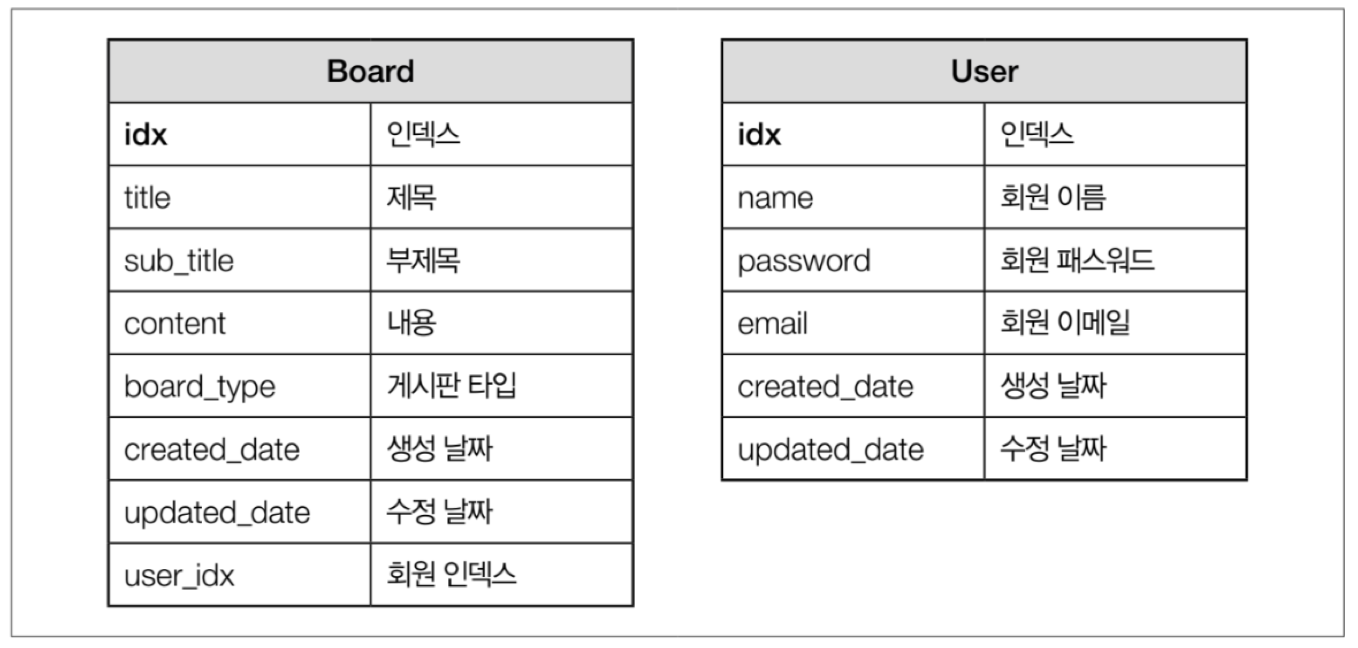 Board
idx 인덱스
title 제목
sub_title 부제목
content 내용
board_type 게시판 타입
created_date 생성 날짜
updated_date 수정 날짜
user_idx 회원 인덱스
User
idx 인덱스
name 회원 이름
password 회원 패스워드
email 회원 이메일
created_date 생성 날짜
updated_date 수정 날짜